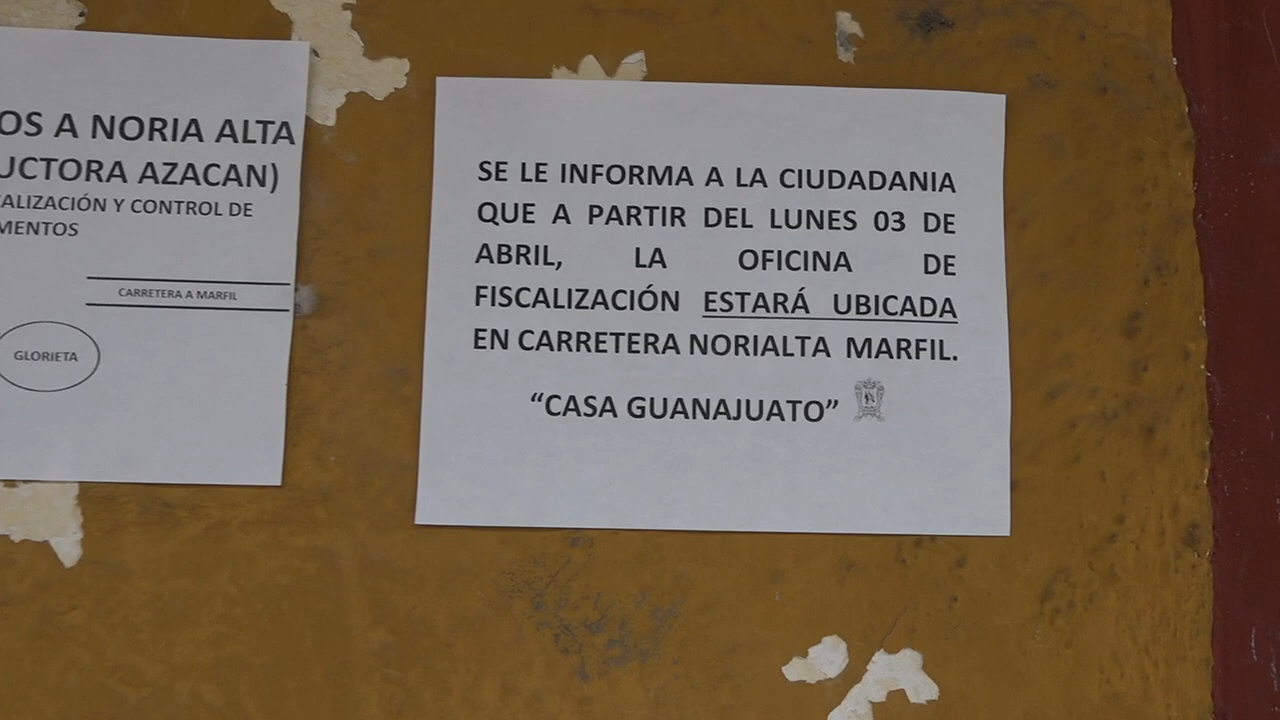 OS A NORIA ALTA
UCTORA AZACAN)
ALIZACIÓN Y CONTROL DE
MENTOS
CARRETERA A MARFIL
GLORIETA
SE LE INFORMA A LA CIUDADANIA
QUE A PARTIR DEL LUNES 03 DE
ABRIL, LA OFICINA DE
FISCALIZACIÓN ESTARÁ UBICADA
EN CARRETERA NORIALTA MARFIL.
“CASA GUANAJUATO”